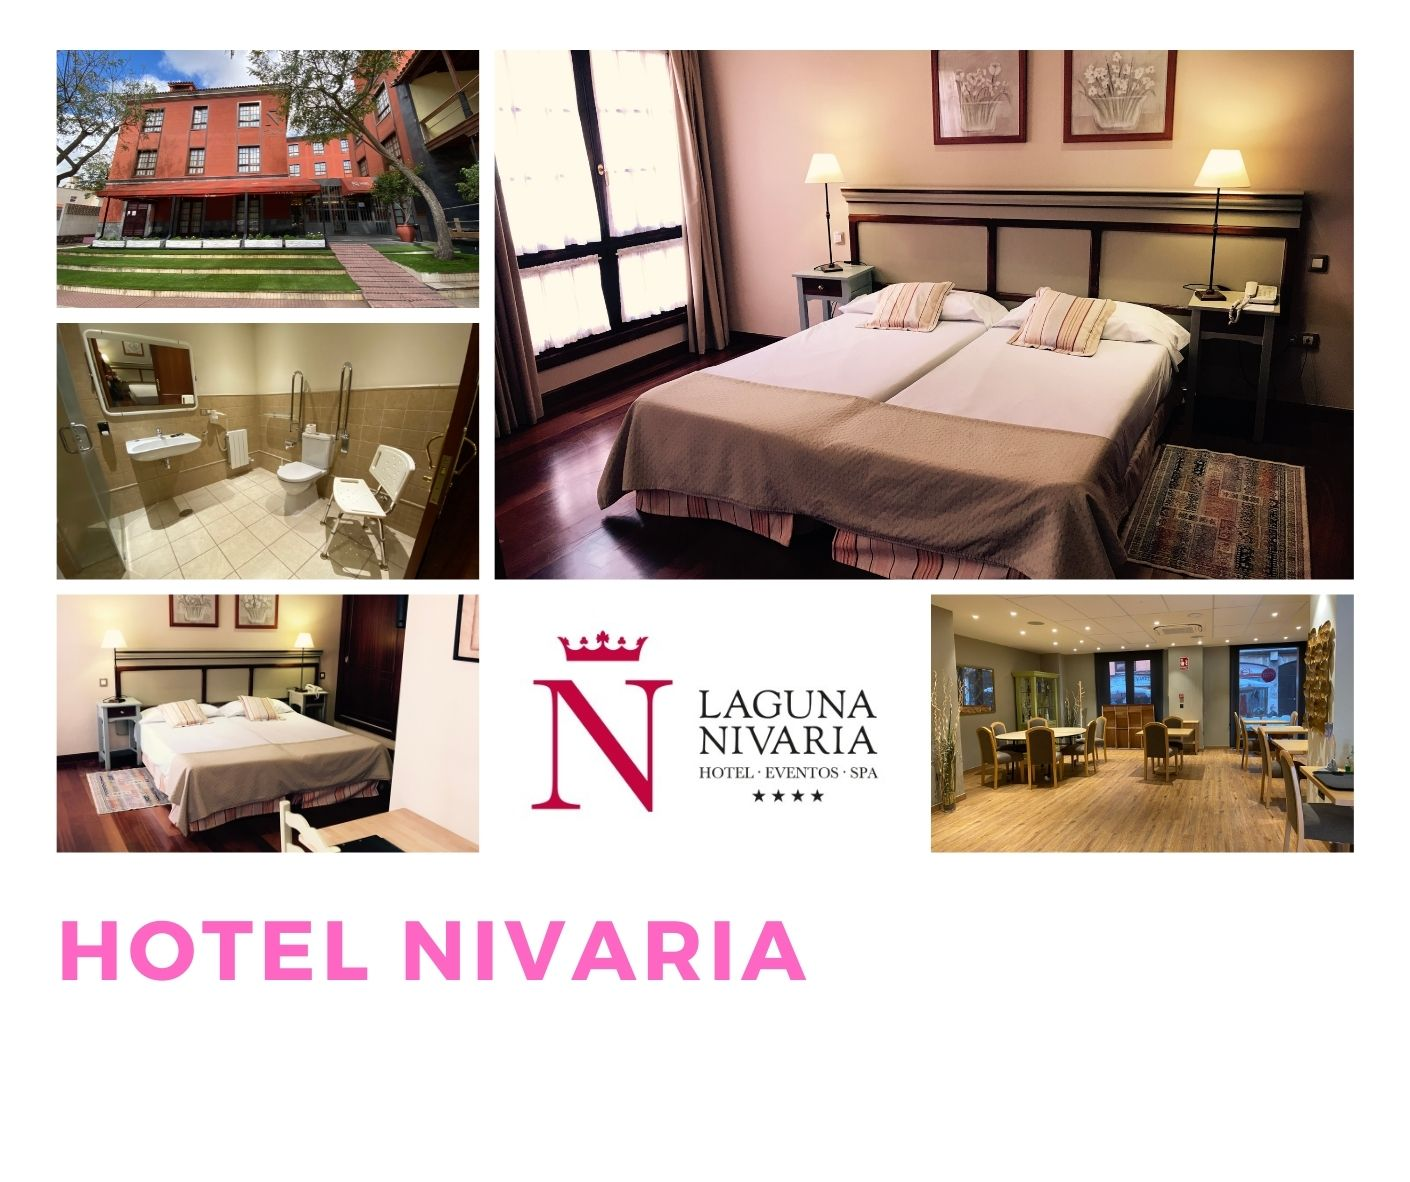 LAGUNA
NIVARIA
HOTEL · EVENTOS · SPA
★★★★
HOTEL NIVARIA